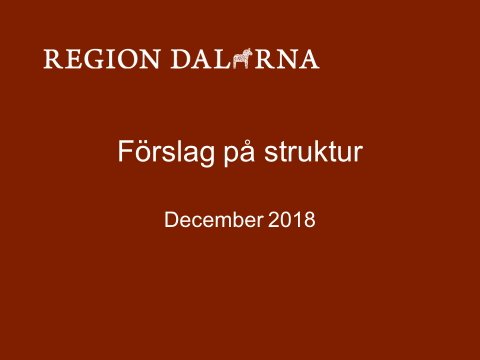 REGION DALARNA
Förslag på struktur
December 2018